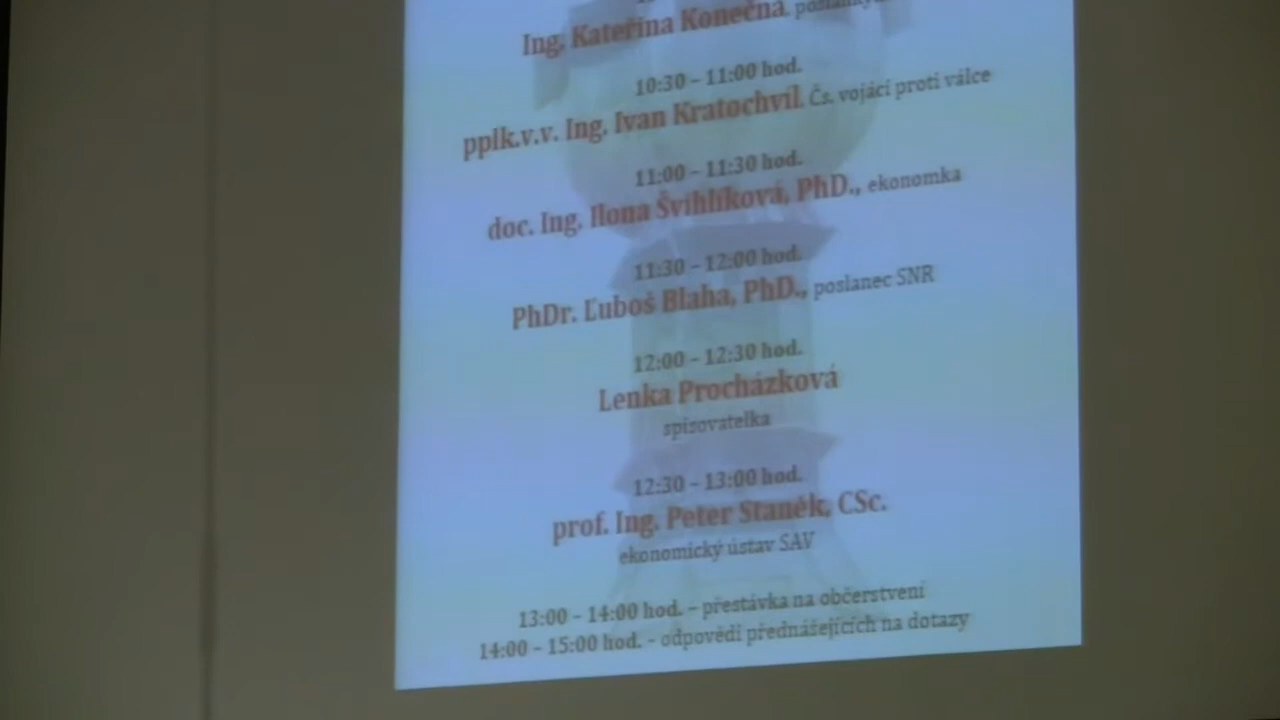 Ing. Kateřina Konečná.
10:30 – 11:00 hod.
pplk.v.v. Ing. Ivan Kratochvíl. Čs. vojáci proti válce
11:00 – 11:30 hod.
doc. Ing. Ilona Švihlíková, PhD., ekonomka
11:30 – 12:00 hod.
PhDr. Ľuboš Blaha, PhD., poslanec SNR
12:00 – 12:30 hod.
Lenka Procházková
spisovatelka
12:30 – 13:00 hod.
prof. Ing. Peter Staněk, CSc.
ekonomický ústav SAV
13:00 – 14:00 hod. – přestávka na občerstvení
14:00 – 15:00 hod. - odpovědi přednášejících na dotazy